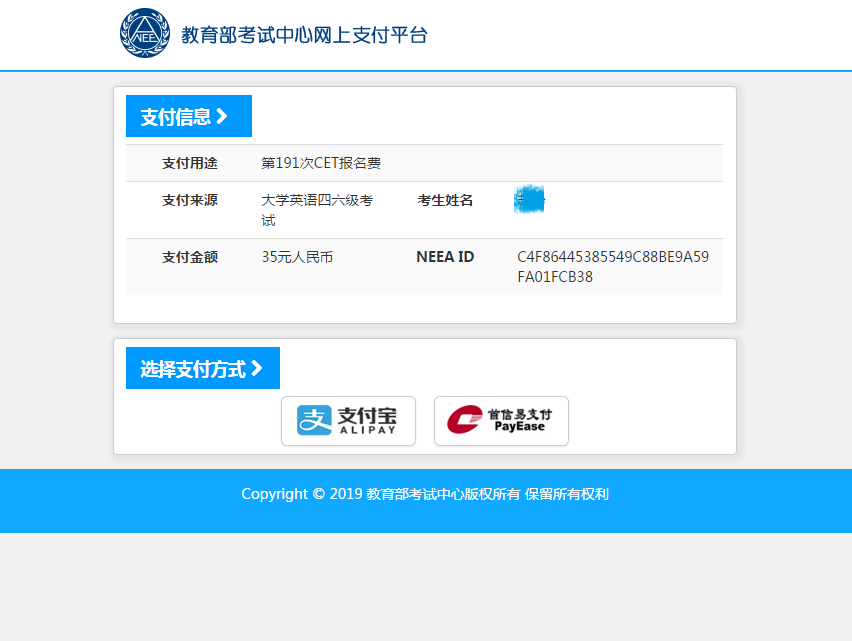 NEEA
教育部考试中心网上支付平台
支付信息
支付用途 第191次CET报名费
支付来源 大学英语四六级考 考生姓名
试
支付金额 35元人民币 NEEA ID C4F86445385549C88BE9A59
FA01FCB38
选择支付方式
支付宝 首信易支付
ALIPAY PayEase
Copyright © 2019 教育部考试中心版权所有 保留所有权利